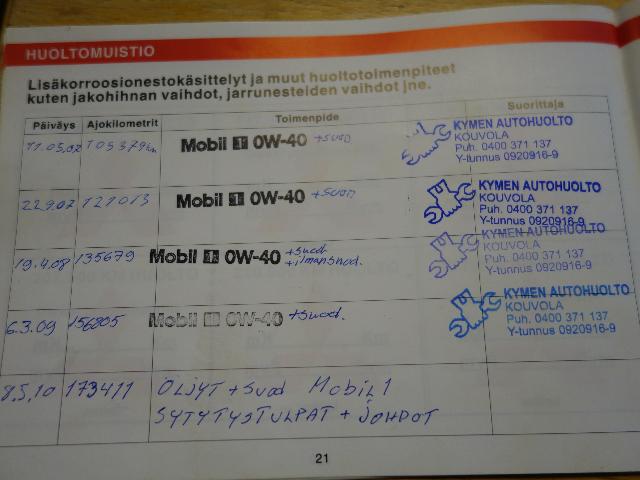 HUOLTOMUISTIO
Lisäkorroosionestokäsittelyt ja muut huoltotoimenpiteet
kuten jakohihnan vaihdot, jarrunesteiden vaihdot jne.
Päiväys Ajokilometrit Toimenpide Suorittaja
11.05.07 105379km Mobil 1 0W-40 +suod
KYMEN AUTOHUOLTO
KOUVOLA
Puh. 0400 371 137
Y-tunnus 0920916-9
22.9.07 121013 Mobil 1 0W-40 +suod
KYMEN AUTOHUOLTO
KOUVOLA
Puh. 0400 371 137
Y-tunnus 0920916-9
19.4.08 135679 Mobil 1 0W-40 +suod
+ilmansuod.
KYMEN AUTOHUOLTO
KOUVOLA
Puh. 0400 371 137
Y-tunnus 0920916-9
6.3.09 156805 Mobil 1 0W-40 +suod.
KYMEN AUTOHUOLTO
KOUVOLA
Puh. 0400 371 137
Y-tunnus 0920916-9
8.5.10 173411 ÖLJYT + SUOD MOBIL 1
SYTYTYSTULPAT + JOHDOT
21